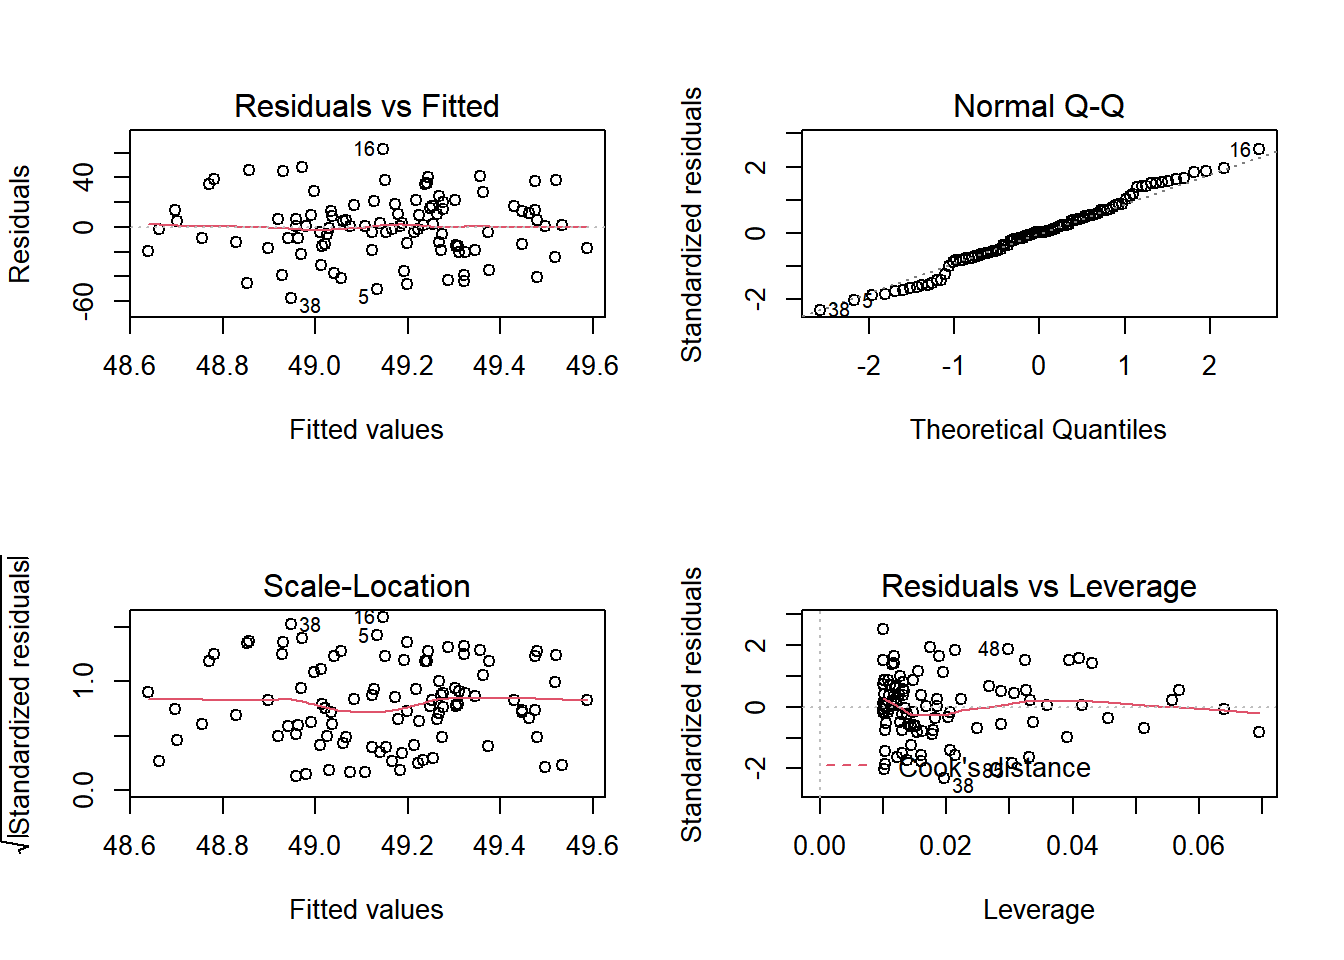 Residuals vs Fitted
Residuals
40
0
-60
16
5
38
48.6 48.8 49.0 49.2 49.4 49.6
Fitted values
Normal Q-Q
Standardized residuals
2
0
-2
16
38
5
-2 -1 0 1 2
Theoretical Quantiles
Scale-Location
√|Standardized residuals|
1.0
0.0
38
16
5
48.6 48.8 49.0 49.2 49.4 49.6
Fitted values
Residuals vs Leverage
Standardized residuals
2
0
-2
48
Cook's distance
38
0.00 0.02 0.04 0.06
Leverage